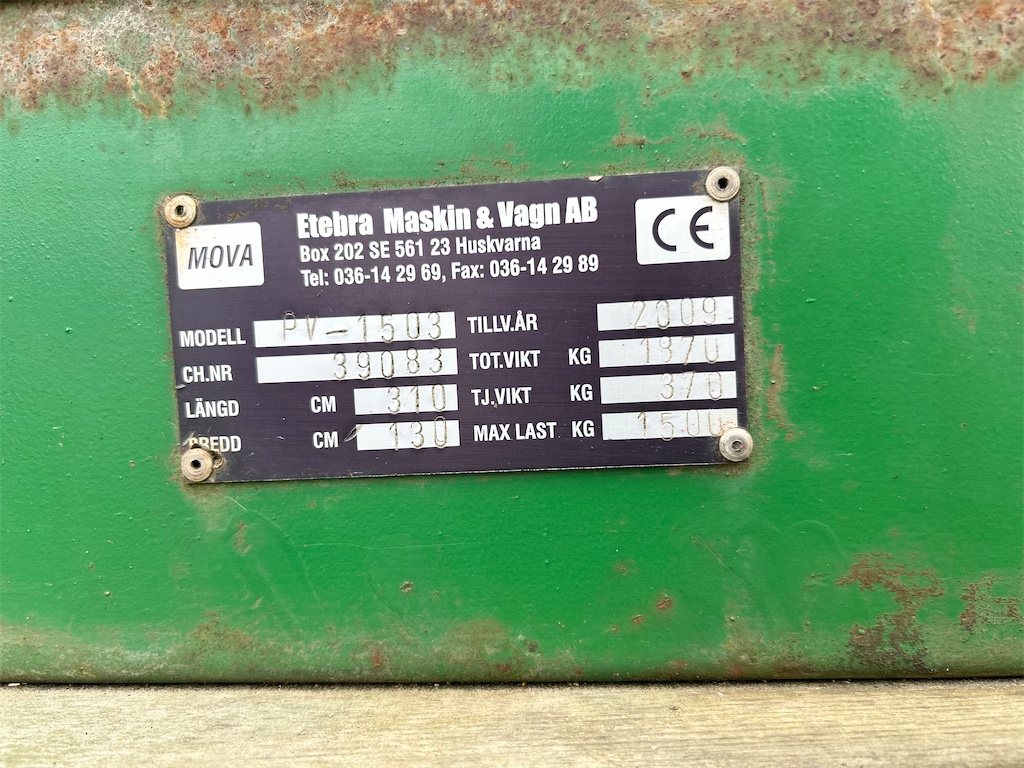 MOVA
Etebra Maskin & Vagn AB
Box 202 SE 561 23 Huskvarna
Tel: 036-14 29 69, Fax: 036-14 29 89
CE
MODELL PV-1503 TILLV.ÅR 2009
CH.NR 39083 TOT.VIKT KG 1870
LÄNGD CM 310 TJ.VIKT KG 370
BREDD CM 130 MAX LAST KG 1500